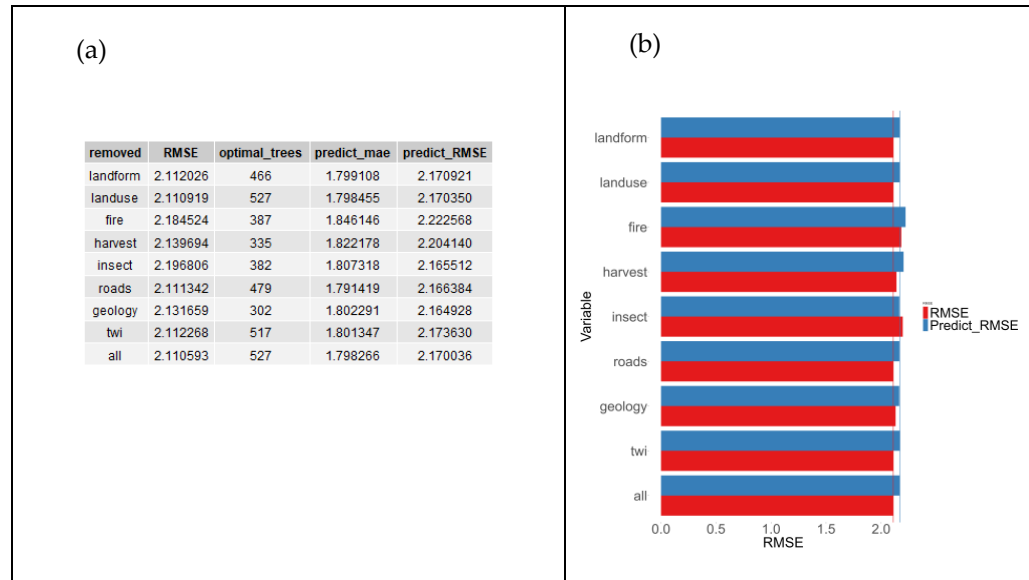 (a)
removed RMSE optimal_trees predict_mae predict_RMSE
landform 2.112026 466 1.799108 2.170921
landuse 2.110919 527 1.798455 2.170350
fire 2.184524 387 1.846146 2.222568
harvest 2.139694 335 1.822178 2.204140
insect 2.196806 382 1.807318 2.165512
roads 2.111342 479 1.791419 2.166384
geology 2.131659 302 1.802291 2.164928
twi 2.112268 517 1.801347 2.173630
all 2.110593 527 1.798266 2.170036
(b)
Variable
landform
landuse
fire
harvest
insect
roads
geology
twi
all
0.0 0.5 1.0 1.5 2.0
RMSE
RMSE
Predict_RMSE